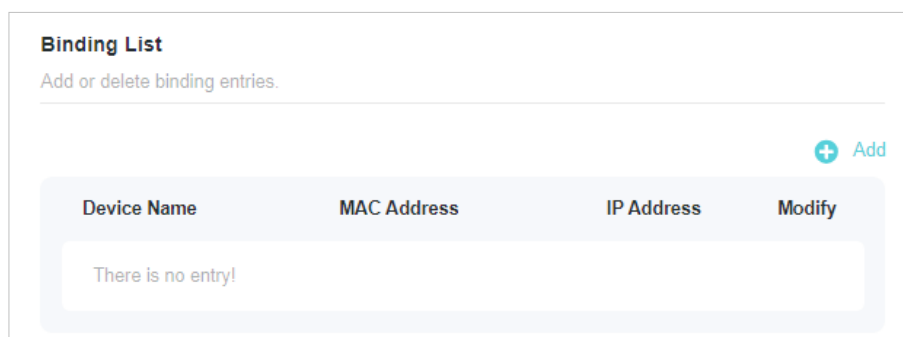 Binding List
Add or delete binding entries.
Add
Device Name MAC Address IP Address Modify
There is no entry!